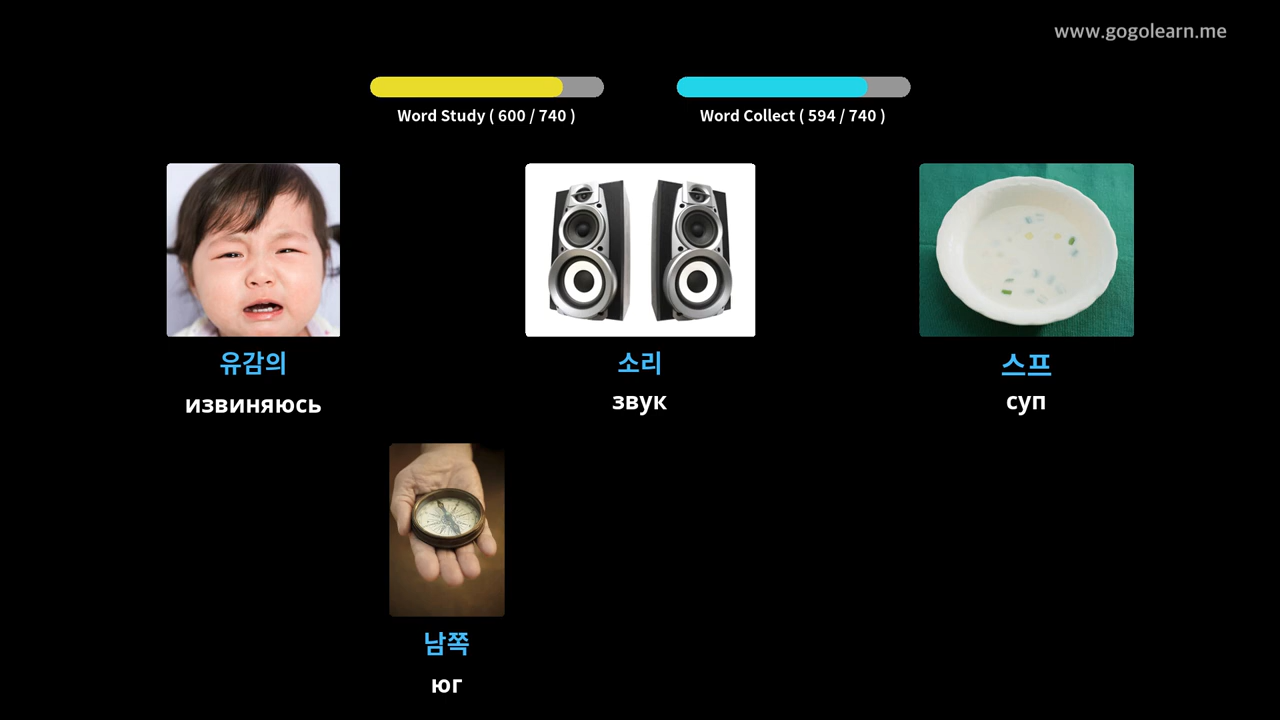 www.gogolearn.me
Word Study ( 600 / 740 )
Word Collect ( 594 / 740 )
유감의
извиняюсь
소리
звук
스프
суп
남쪽
юг